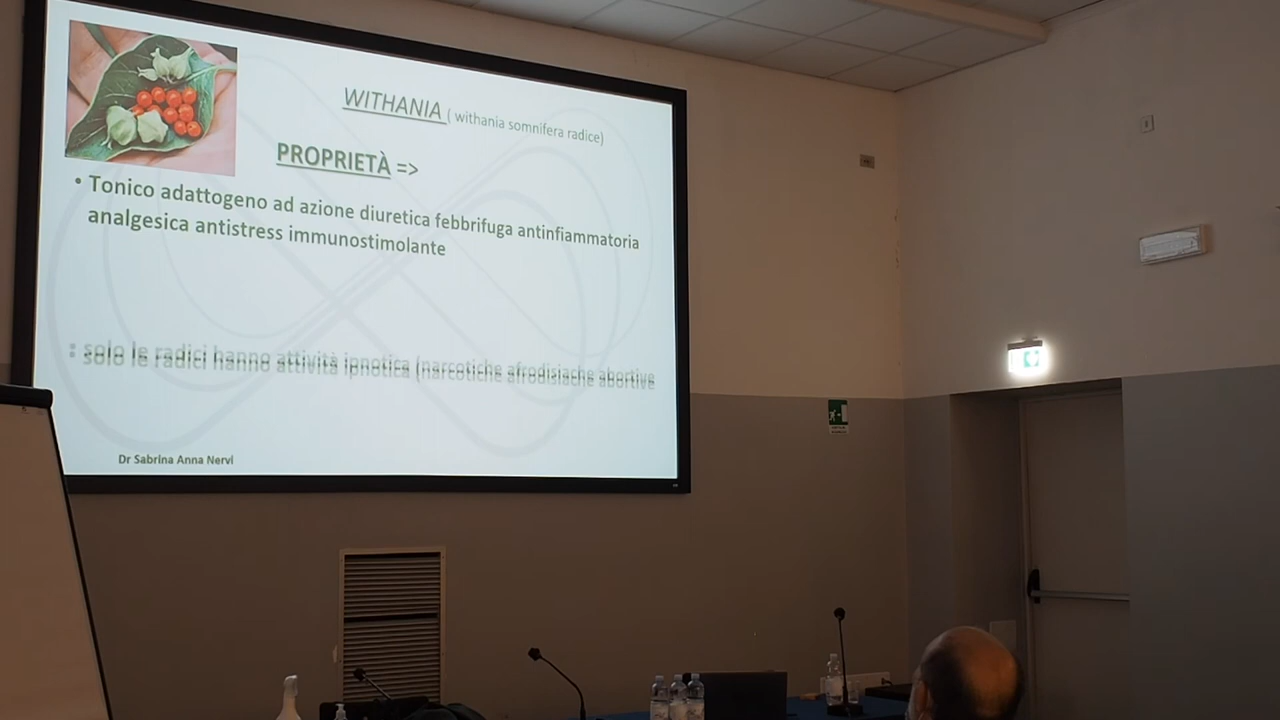 WITHANIA ( withania somnifera radice)
PROPRIETÀ =>
• Tonico adattogeno ad azione diuretica febbrifuga antinfiammatoria
analgesica antistress immunostimolante
• solo le radici hanno attività ipnotica (narcotiche afrodisiache abortive
Dr Sabrina Anna Nervi